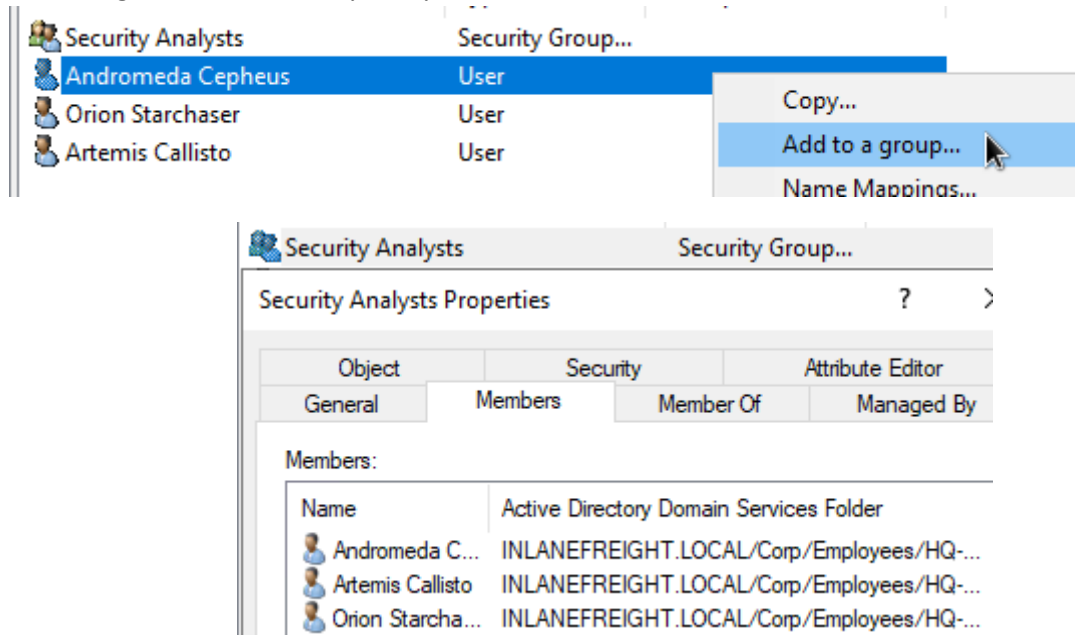 Security Analysts Security Group...
Andromeda Cepheus User
Orion Starchaser User
Artemis Callisto User
Copy...
Add to a group...
Name Mappings...
Security Analysts Security Group...
Security Analysts Properties ?
Object Security Attribute Editor
General Members Member Of Managed By
Members:
Name Active Directory Domain Services Folder
Andromeda C... INLANEFREIGHT.LOCAL/Corp/Employees/HQ-...
Artemis Callisto INLANEFREIGHT.LOCAL/Corp/Employees/HQ-...
Orion Starcha... INLANEFREIGHT.LOCAL/Corp/Employees/HQ-...